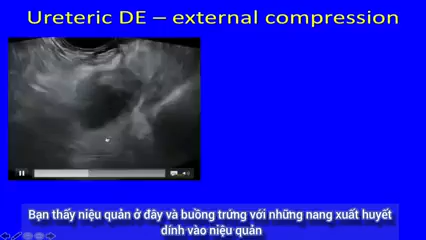 Ureteric DE – external compression
Bạn thấy niệu quản ở đây và buồng trứng với những nang xuất huyết
dính vào niệu quản